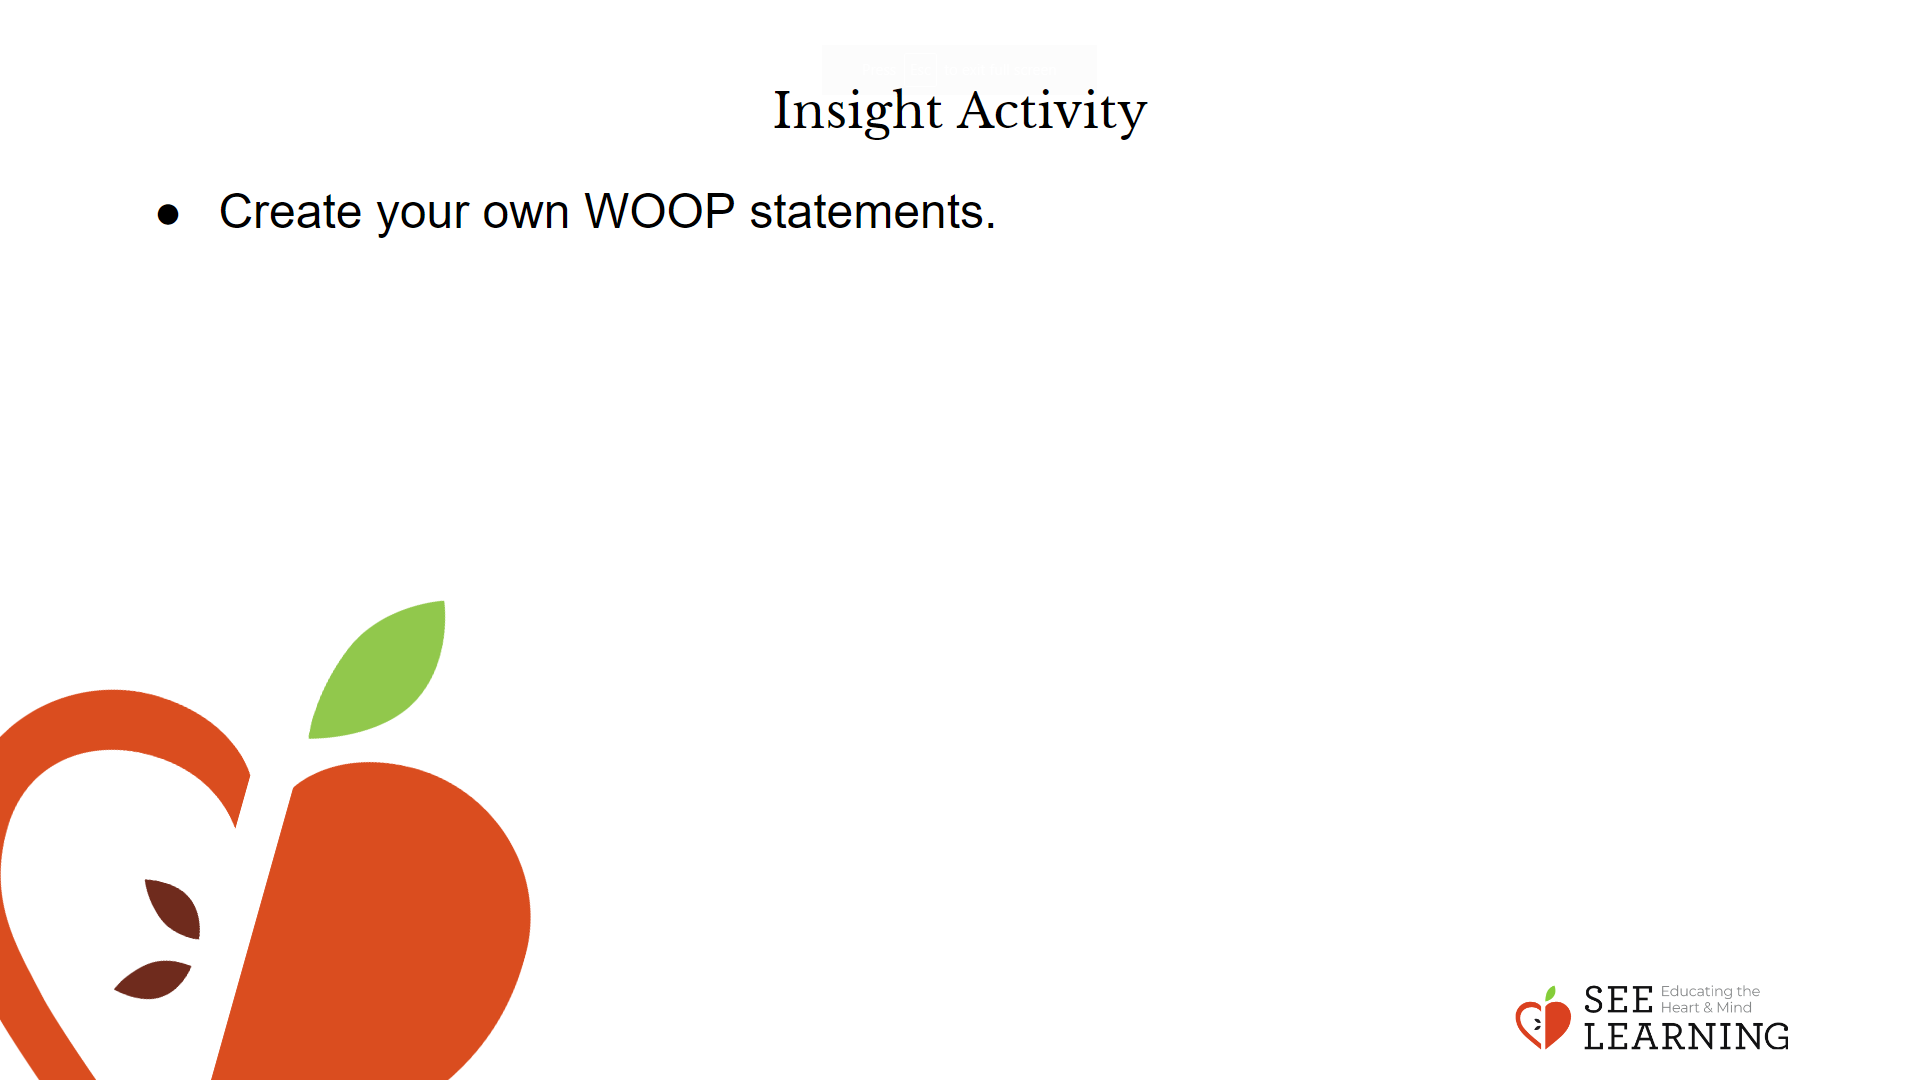 Insight Activity
● Create your own WOOP statements.
SEE Educating the
Heart & Mind
LEARNING